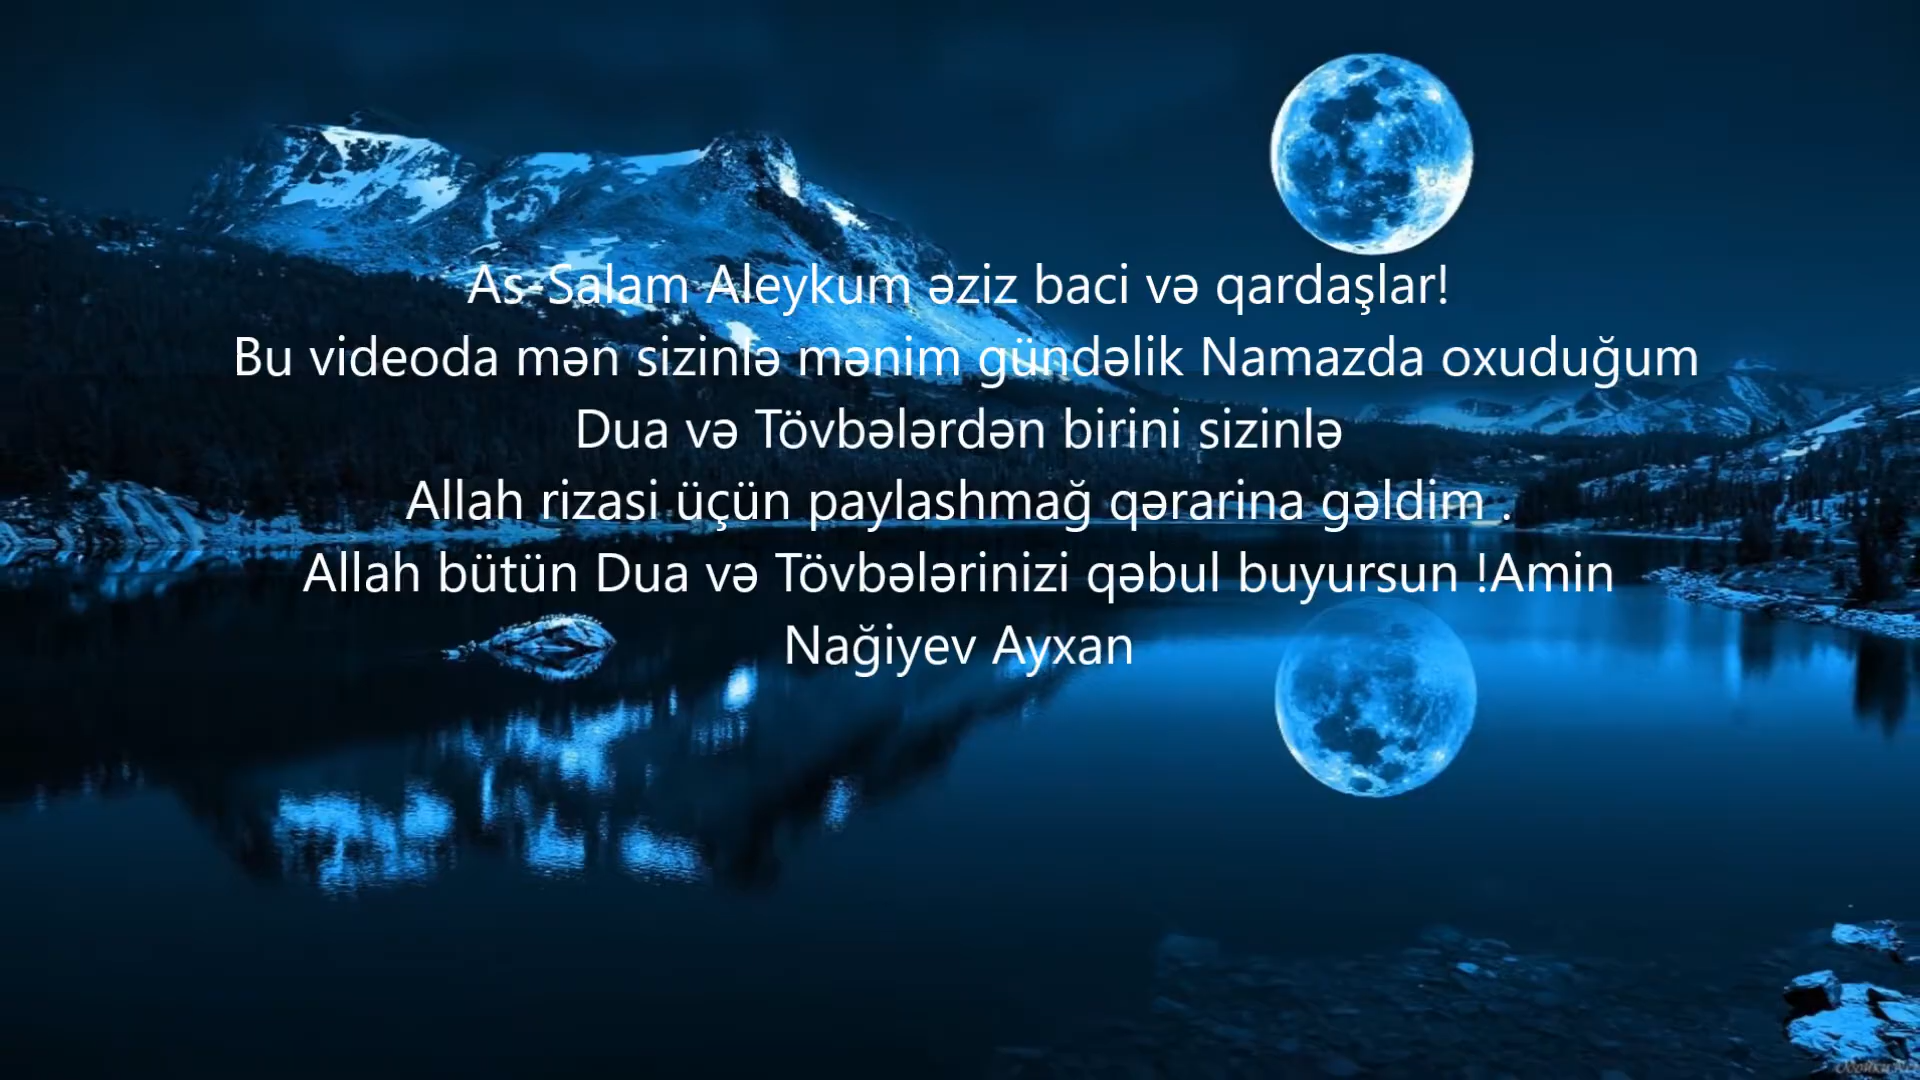 As-Salam Aleykum əziz baci və qardaşlar!
Bu videoda mən sizinlə mənim gündəlik Namazda oxuduğum
Dua və Tövbələrdən birini sizinlə
Allah rizasi üçün paylashmağ qərarina gəldim .
Allah bütün Dua və Tövbələrinizi qəbul buyursun !Amin
Nağiyev Ayxan